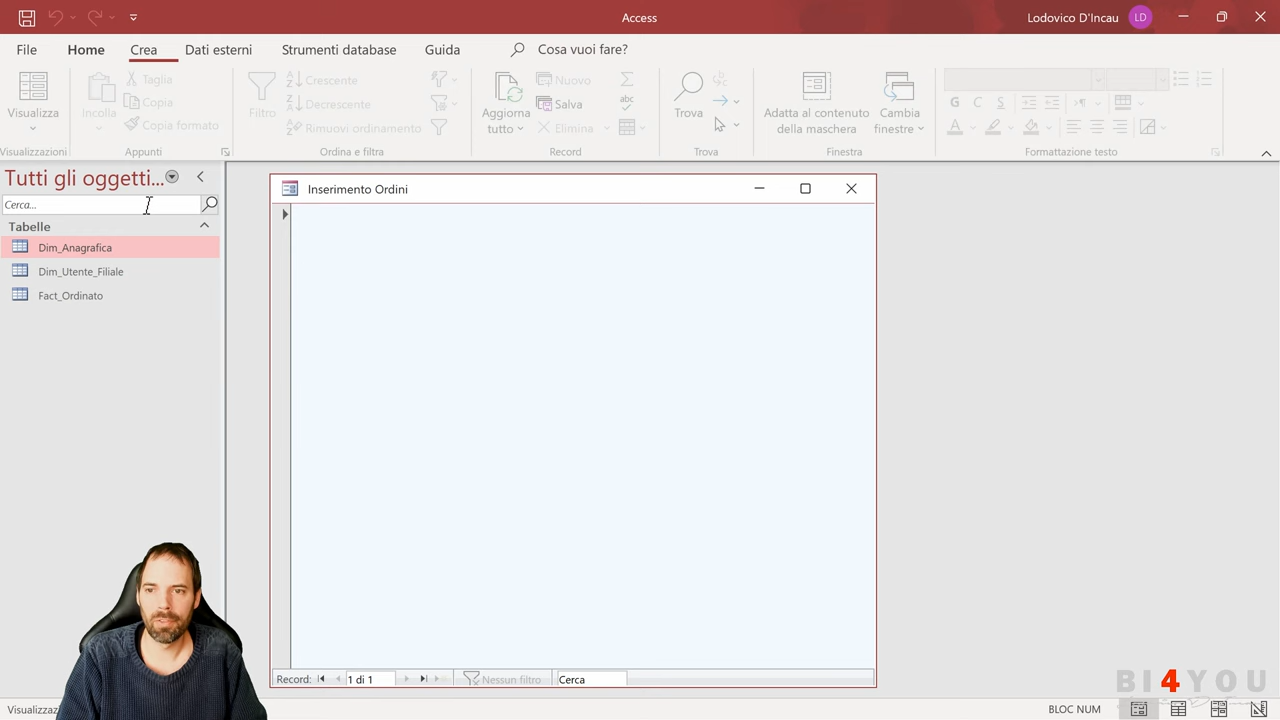 Access
Lodovico D'Incau
LD
File
Home
Crea
Dati esterni
Strumenti database
Guida
Cosa vuoi fare?
Visualizza
Incolla
Taglia
Copia
Copia formato
Filtro
Crescente
Decrescente
Rimuovi ordinamento
Aggiorna
tutto
Nuovo
Salva
Elimina
Trova
Adatta al contenuto
della maschera
Cambia
finestre
G C S
Visualizzazioni
Appunti
Ordina e filtra
Record
Trova
Finestra
Formattazione testo
Tutti gli oggetti...
Cerca...
Tabelle
Dim_Anagrafica
Dim_Utente_Filiale
Fact_Ordinato
Inserimento Ordini
Record:
1 di 1
Nessun filtro
Cerca
BI4YOU
Visualizzazi
BLOC NUM